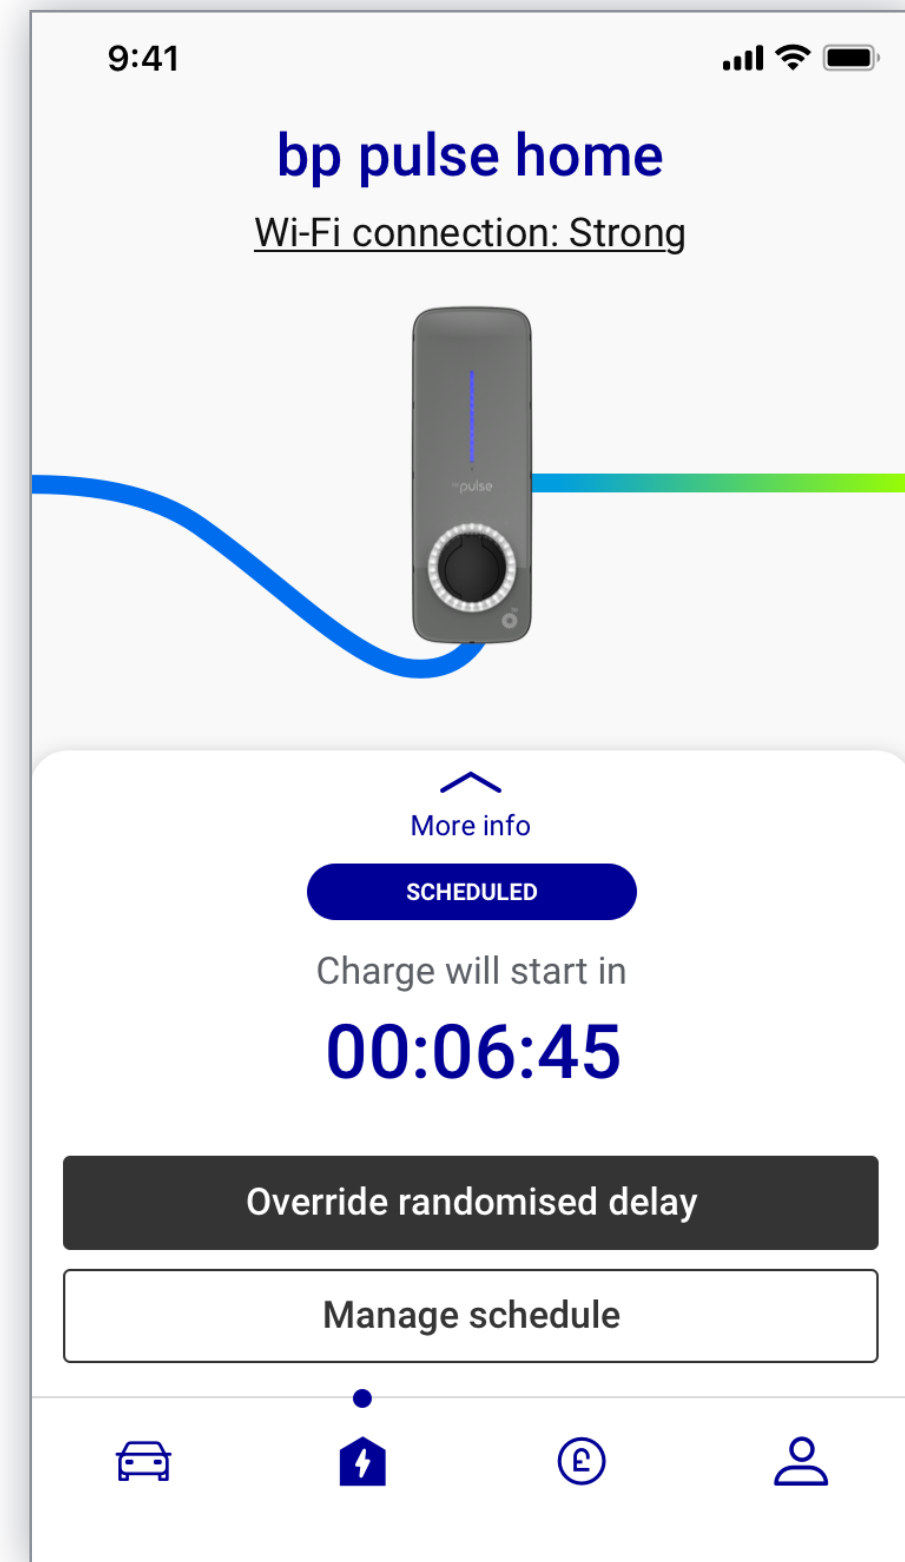 9:41
bp pulse home
Wi-Fi connection: Strong
bppulse
More info
SCHEDULED
Charge will start in
00:06:45
Override randomised delay
Manage schedule
£